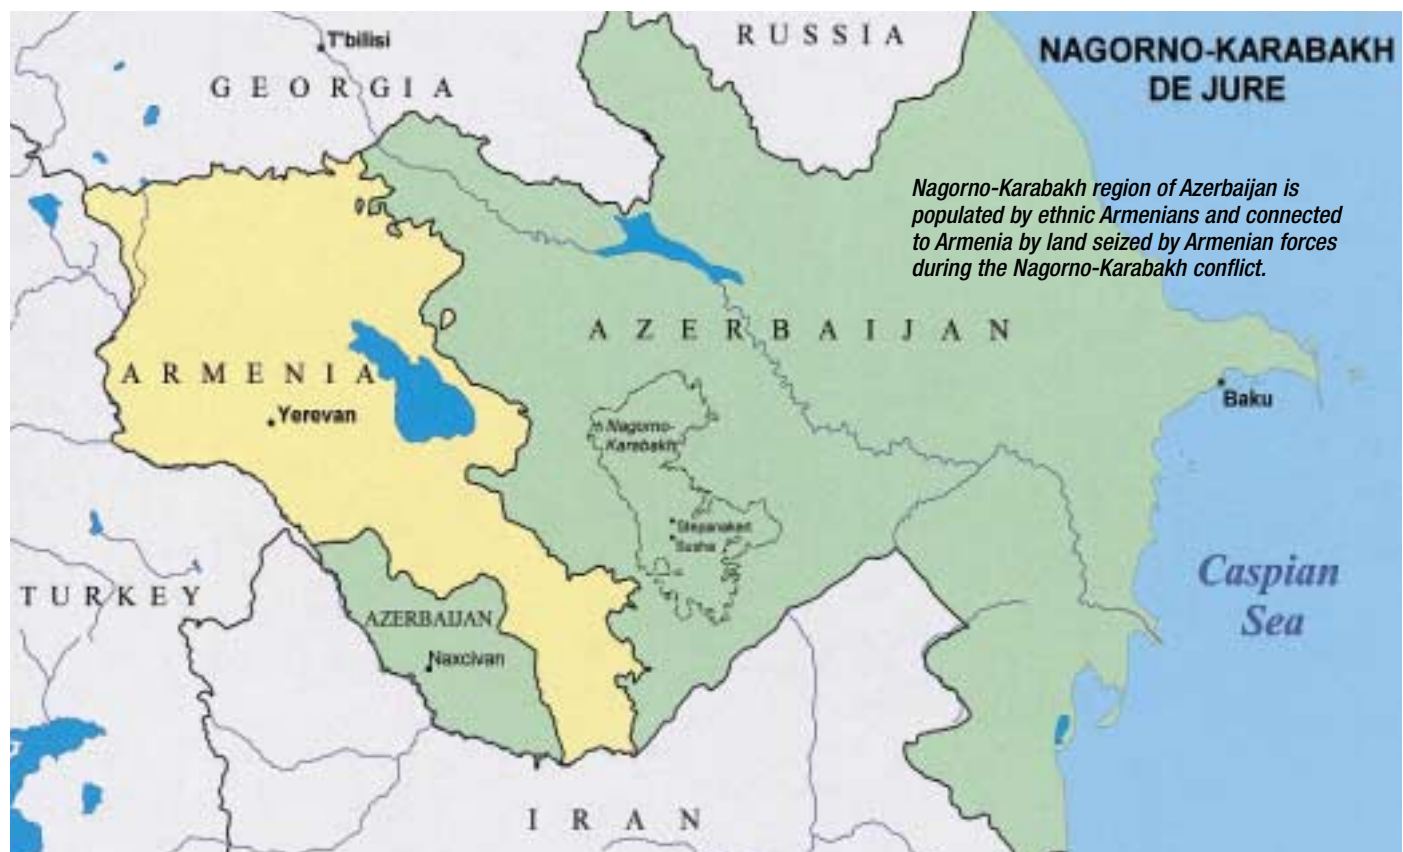 T'bilisi
RUSSIA
NAGORNO-KARABAKH
DE JURE
GEORGIA
Nagorno-Karabakh region of Azerbaijan is
populated by ethnic Armenians and connected
to Armenia by land seized by Armenian forces
during the Nagorno-Karabakh conflict.
AZERBAIJAN
ARMENIA
Yerevan
Baku
Nagorno-
Karabakh
Stepanakert
Susha
Caspian
Sea
TURKEY
AZERBAIJAN
Naxcivan
IRAN